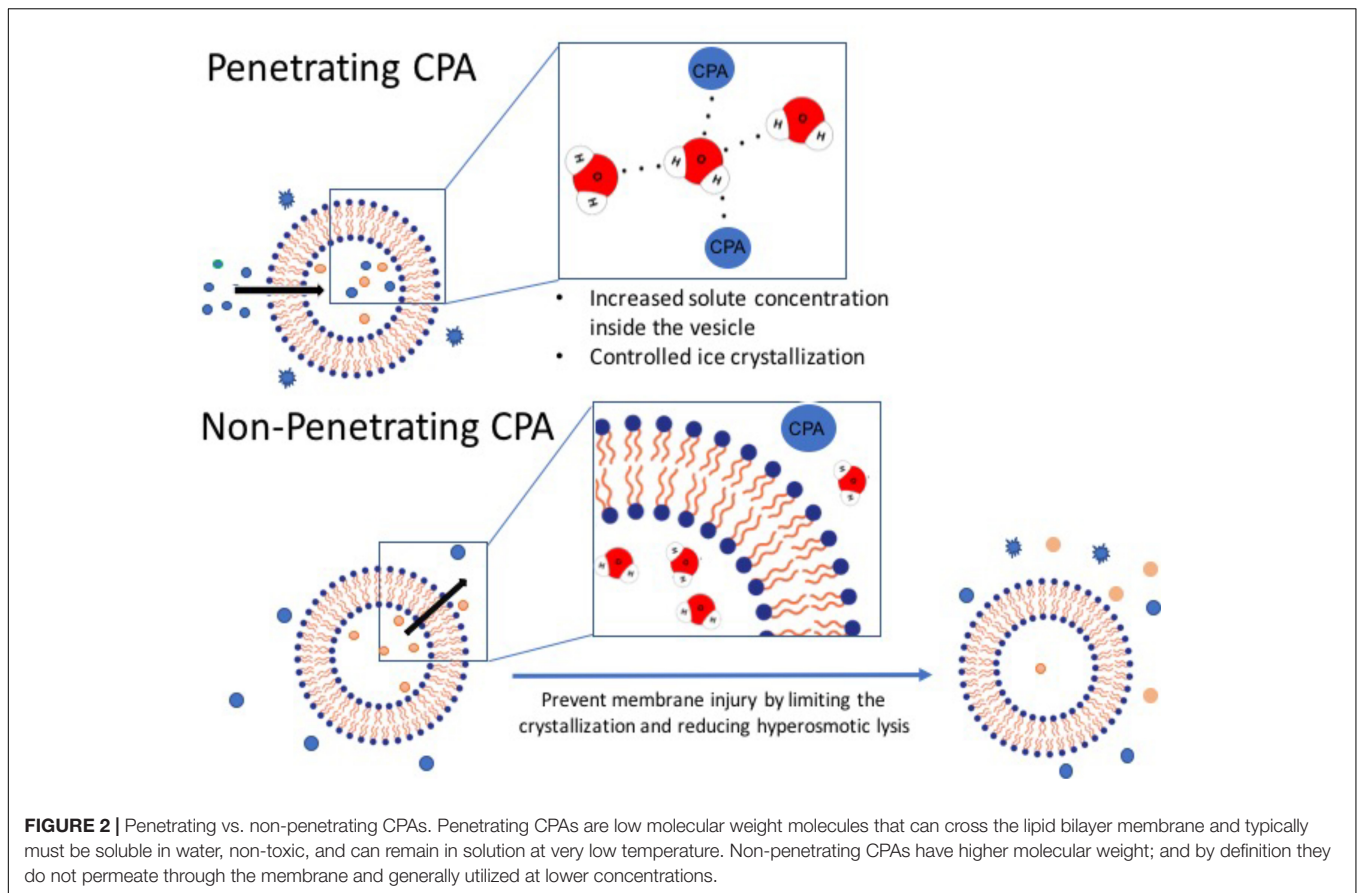 Penetrating CPA
CPA
H
O
H
H
O
H
H
O
H
CPA
• Increased solute concentration
inside the vesicle
• Controlled ice crystallization
Non-Penetrating CPA
CPA
H
O
H
H
O
H
H
O
H
H
O
H
Prevent membrane injury by limiting the
crystallization and reducing hyperosmotic lysis
FIGURE 2 | Penetrating vs. non-penetrating CPAs. Penetrating CPAs are low molecular weight molecules that can cross the lipid bilayer membrane and typically
must be soluble in water, non-toxic, and can remain in solution at very low temperature. Non-penetrating CPAs have higher molecular weight; and by definition they
do not permeate through the membrane and generally utilized at lower concentrations.